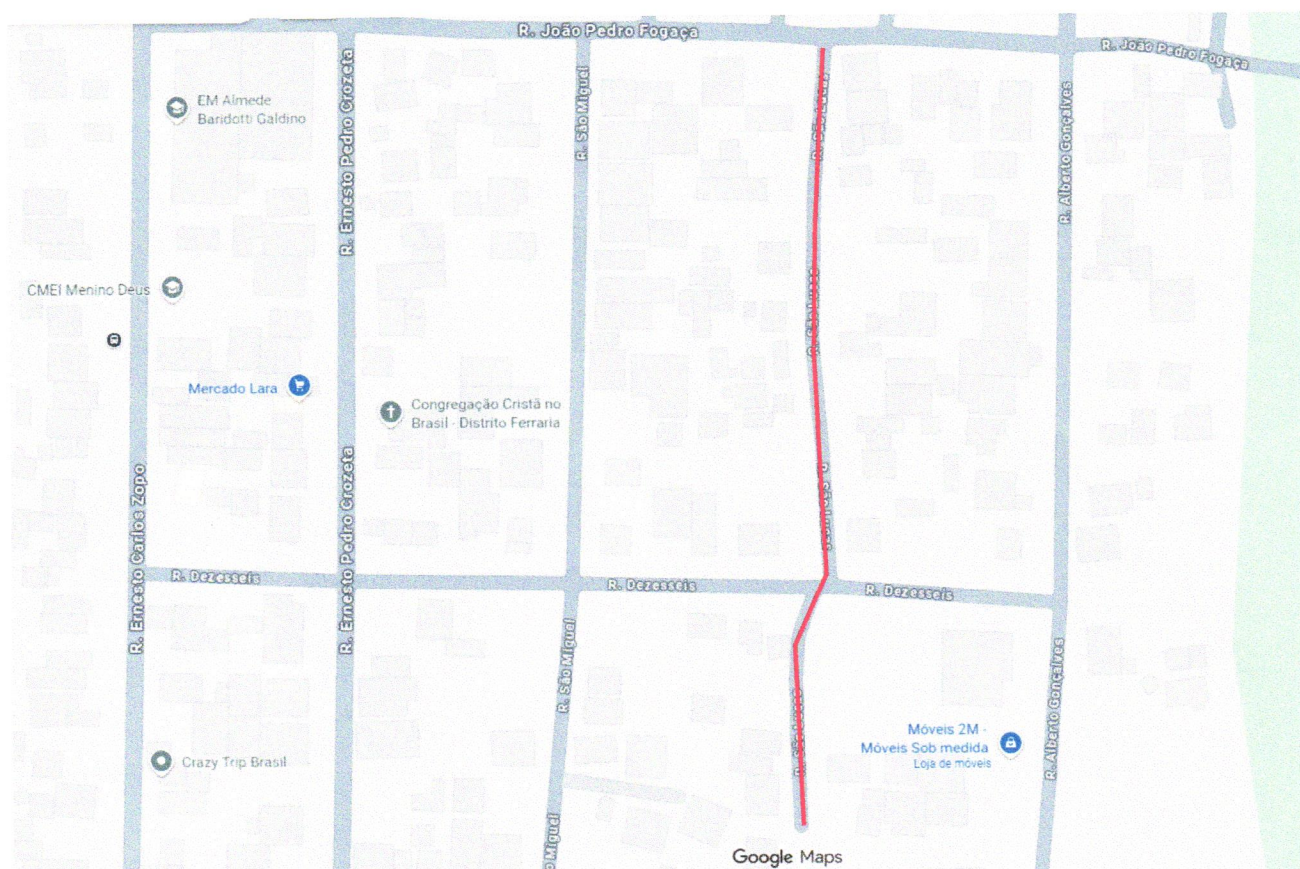 R. João Pedro Fogaça
R. João Pedro Fogaça
EM Almede
Baridotti Galdino
R. Ernesto Pedro Crozeta
R. São Miguel
R. Alberto Gonçalves
CMEI Menino Deus
Mercado Lara
Congregação Cristã no
Brasil - Distrito Ferraria
R. Ernesto Carlos Zopo
R. Ernesto Pedro Crozeta
R. Dezesseis
R. Dezesseis
R. Dezesseis
R. São Miguel
R. Alberto Gonçalves
Móveis 2M -
Móveis Sob medida
Loja de móveis
Crazy Trip Brasil
Miguel
Google Maps